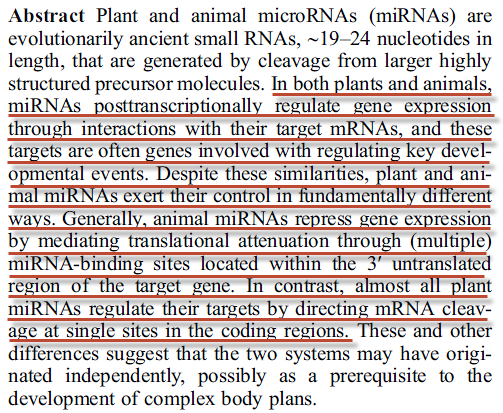 Abstract Plant and animal microRNAs (miRNAs) are
evolutionarily ancient small RNAs, ~19–24 nucleotides in
length, that are generated by cleavage from larger highly
structured precursor molecules. In both plants and animals,
miRNAs posttranscriptionally regulate gene expression
through interactions with their target mRNAs, and these
targets are often genes involved with regulating key devel-
opmental events. Despite these similarities, plant and ani-
mal miRNAs exert their control in fundamentally different
ways. Generally, animal miRNAs repress gene expression
by mediating translational attenuation through (multiple)
miRNA-binding sites located within the 3′ untranslated
region of the target gene. In contrast, almost all plant
miRNAs regulate their targets by directing mRNA cleav-
age at single sites in the coding regions. These and other
differences suggest that the two systems may have origi-
nated independently, possibly as a prerequisite to the
development of complex body plans.